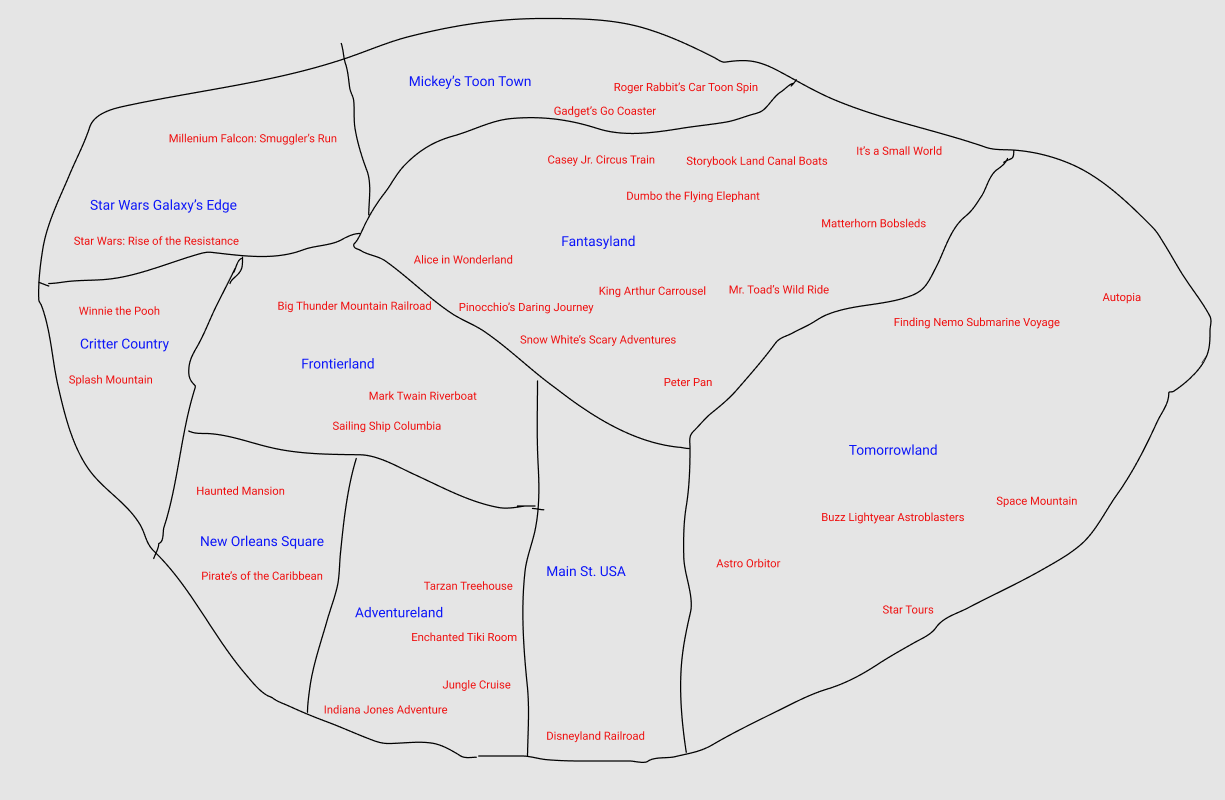 Mickey's Toon Town
Roger Rabbit's Car Toon Spin
Gadget's Go Coaster
Millenium Falcon: Smuggler's Run
Star Wars Galaxy's Edge
Star Wars: Rise of the Resistance
Casey Jr. Circus Train
Storybook Land Canal Boats
It's a Small World
Dumbo the Flying Elephant
Matterhorn Bobsleds
Fantasyland
Alice in Wonderland
King Arthur Carrousel
Mr. Toad's Wild Ride
Pinocchio's Daring Journey
Snow White's Scary Adventures
Peter Pan
Winnie the Pooh
Critter Country
Splash Mountain
Big Thunder Mountain Railroad
Frontierland
Mark Twain Riverboat
Sailing Ship Columbia
Autopia
Finding Nemo Submarine Voyage
Tomorrowland
Space Mountain
Buzz Lightyear Astroblasters
Astro Orbitor
Star Tours
Haunted Mansion
New Orleans Square
Pirate's of the Caribbean
Tarzan Treehouse
Adventureland
Enchanted Tiki Room
Jungle Cruise
Indiana Jones Adventure
Main St. USA
Disneyland Railroad